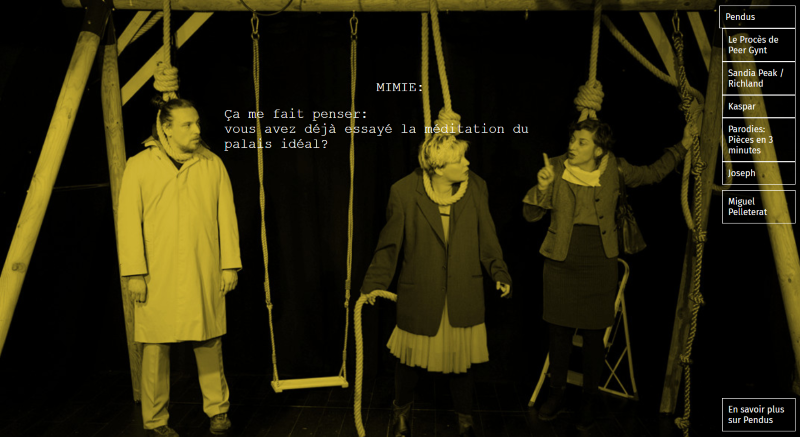 MIMIE:
Ça me fait penser:
vous avez déjà essayé la méditation du
palais idéal?
Pendus
Le Procès de
Peer Gynt
Sandia Peak /
Richland
Kaspar
Parodies:
Pièces en 3
minutes
Joseph
Miguel
Pelleterat
En savoir plus
sur Pendus